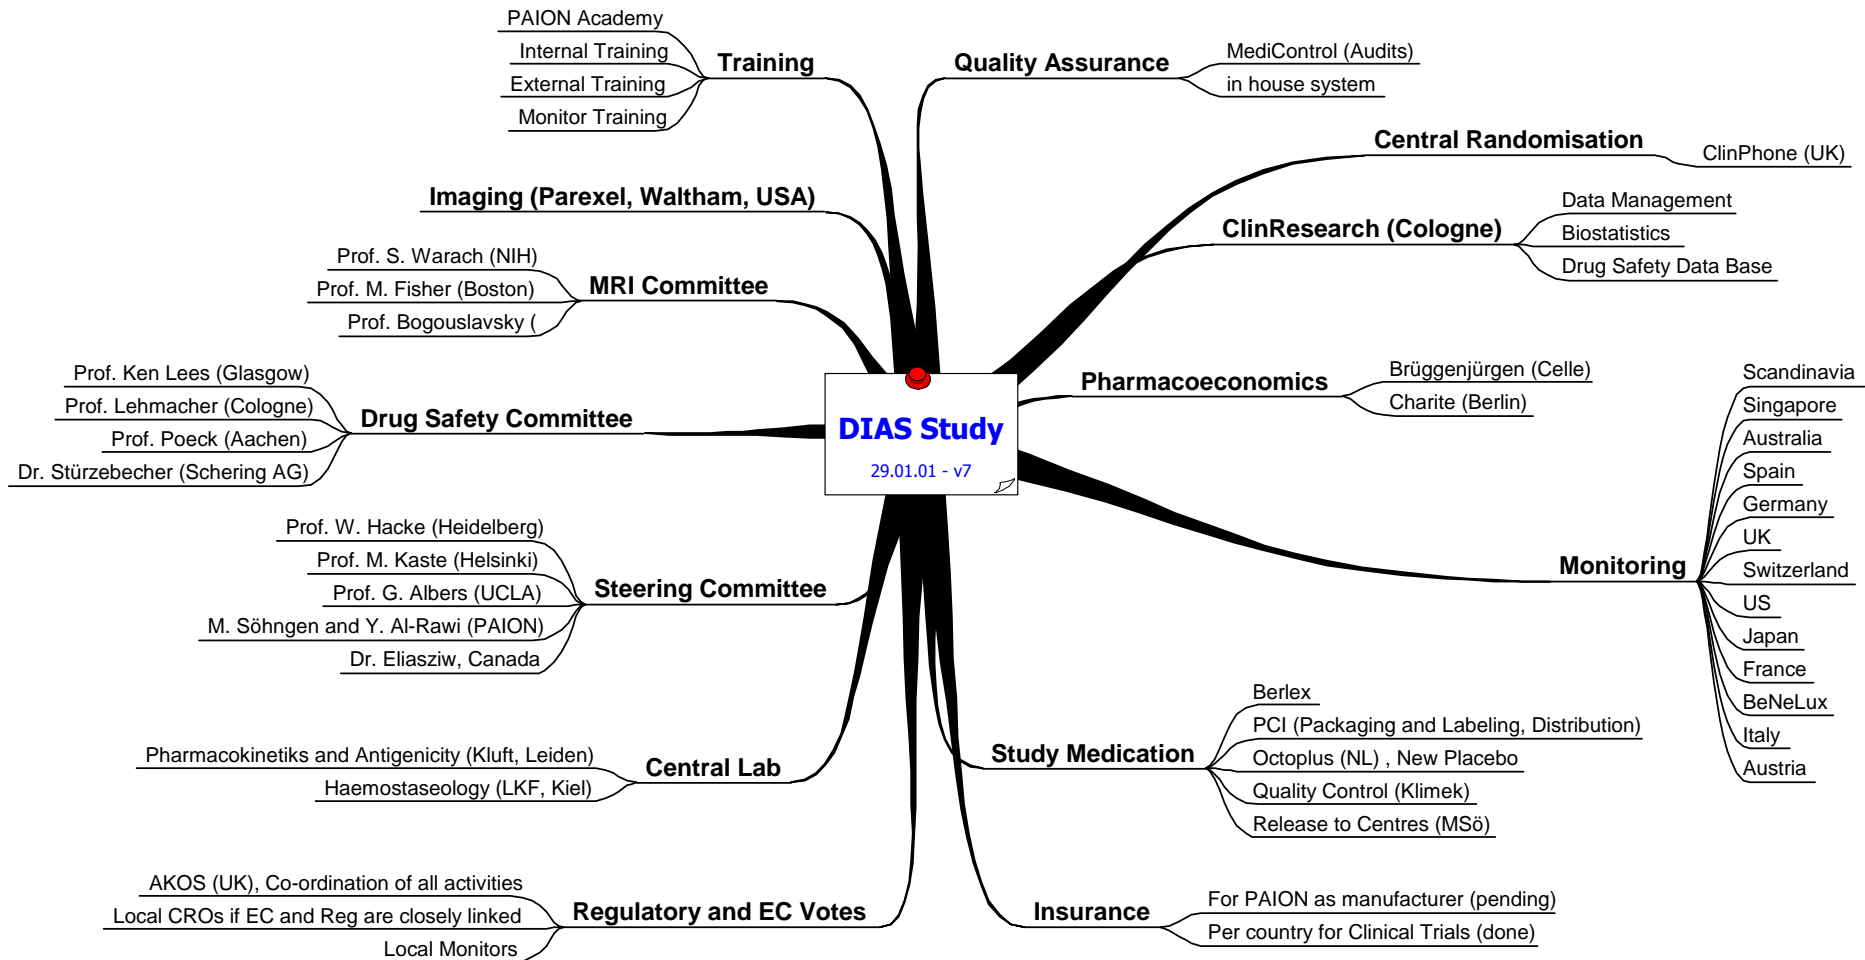 PAION Academy
Internal Training
External Training
Monitor Training
Training
Quality Assurance
MediControl (Audits)
in house system
Central Randomisation
ClinPhone (UK)
Imaging (Parexel, Waltham, USA)
ClinResearch (Cologne)
Data Management
Biostatistics
Drug Safety Data Base
Prof. S. Warach (NIH)
Prof. M. Fisher (Boston)
Prof. Bogouslavsky (
MRI Committee
Prof. Ken Lees (Glasgow)
Prof. Lehmacher (Cologne)
Prof. Poeck (Aachen)
Dr. Stürzebecher (Schering AG)
Drug Safety Committee
DIAS Study
29.01.01 - v7
Pharmacoeconomics
Brüggenjürgen (Celle)
Charite (Berlin)
Monitoring
Scandinavia
Singapore
Australia
Spain
Germany
UK
Switzerland
US
Japan
France
BeNeLux
Italy
Austria
Prof. W. Hacke (Heidelberg)
Prof. M. Kaste (Helsinki)
Prof. G. Albers (UCLA)
M. Söhngen and Y. Al-Rawi (PAION)
Dr. Eliasziw, Canada
Steering Committee
Pharmacokinetiks and Antigenicity (Kluft, Leiden)
Haemostaseology (LKF, Kiel)
Central Lab
Study Medication
Berlex
PCI (Packaging and Labeling, Distribution)
Octoplus (NL) , New Placebo
Quality Control (Klimek)
Release to Centres (MSö)
AKOS (UK), Co-ordination of all activities
Local CROs if EC and Reg are closely linked
Local Monitors
Regulatory and EC Votes
Insurance
For PAION as manufacturer (pending)
Per country for Clinical Trials (done)